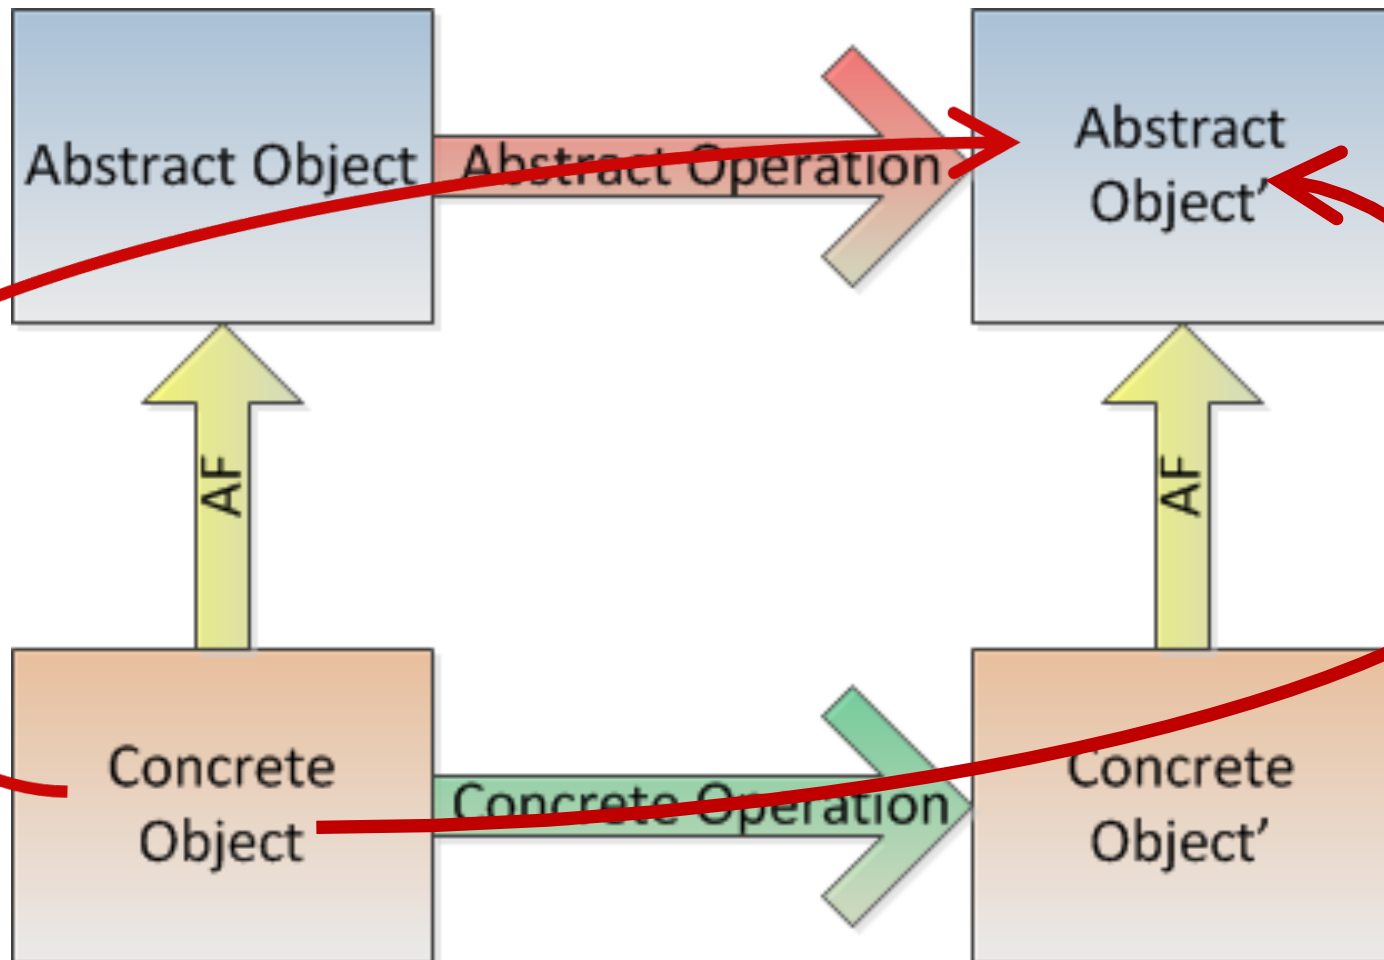 Abstract Object
Abstract Operation
Abstract
Object’
AF
AF
Concrete
Object
Concrete Operation
Concrete
Object’